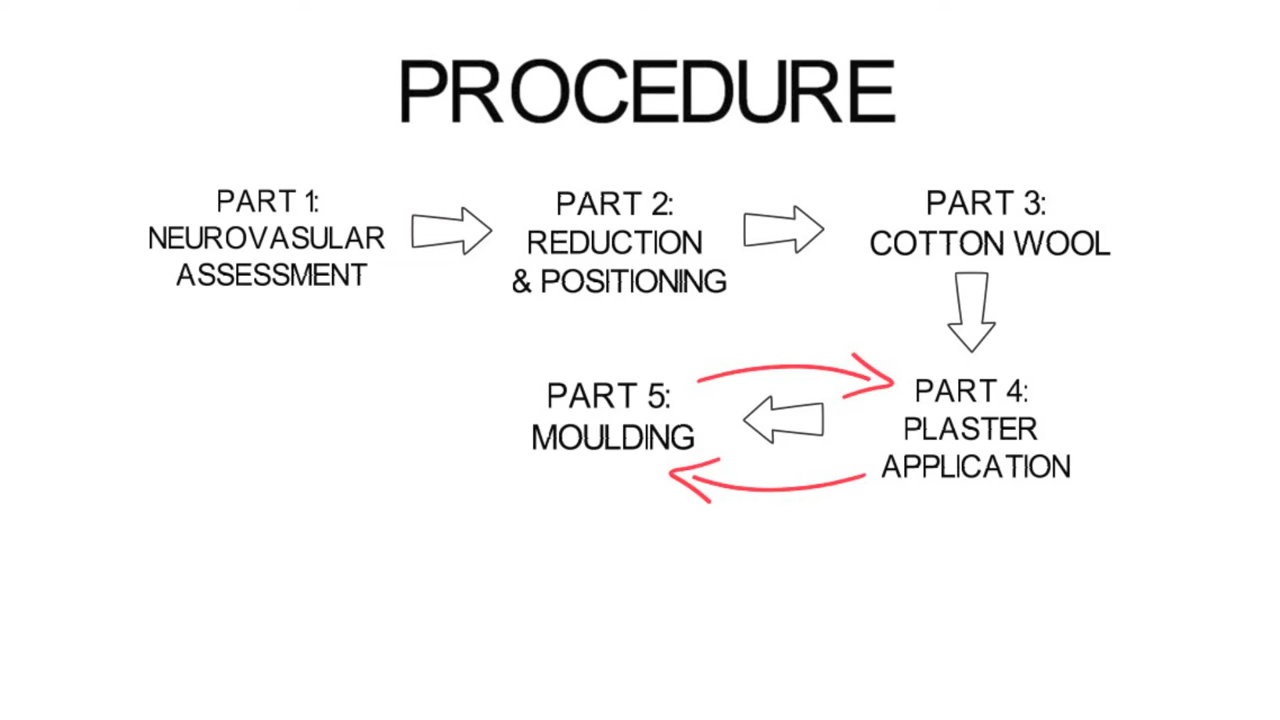 PROCEDURE
PART 1:
NEUROVASULAR
ASSESSMENT
PART 2:
REDUCTION
& POSITIONING
PART 3:
COTTON WOOL
PART 4:
PLASTER
APPLICATION
PART 5:
MOULDING